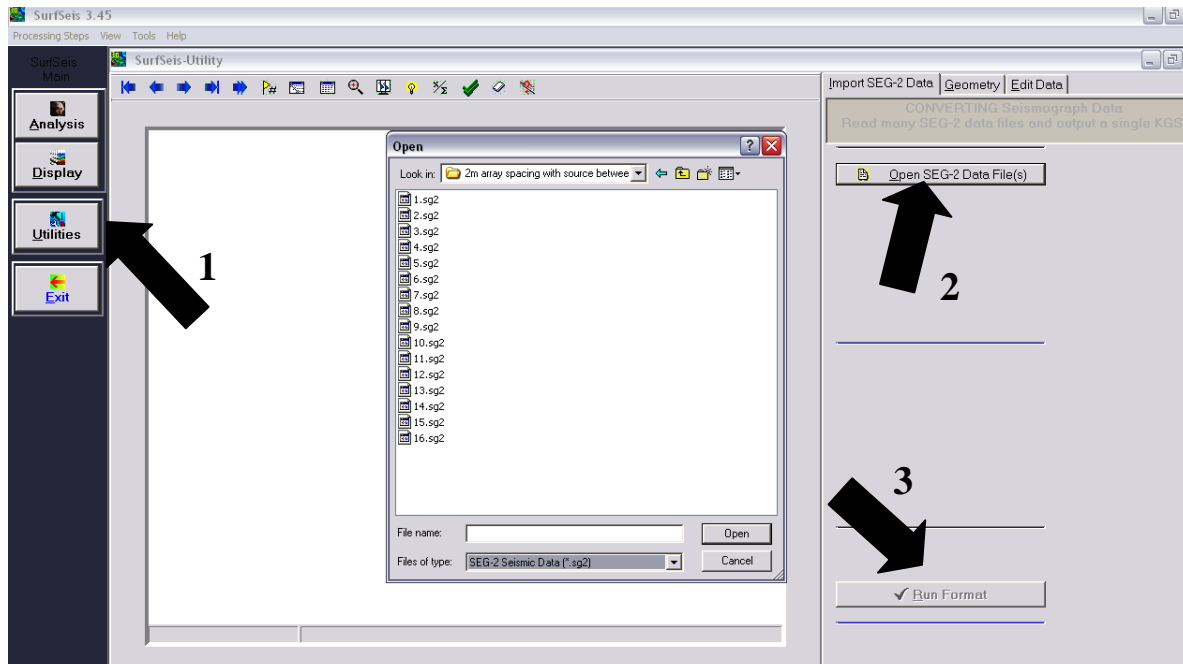 SurfSeis 3.45
Processing Steps View Tools Help
SurfSeis
Main
Analysis
Display
Utilities
Exit
SurfSeis-Utility
1
Open
Look in: 2m array spacing with source betwee
1.sg2
2.sg2
3.sg2
4.sg2
5.sg2
6.sg2
7.sg2
8.sg2
9.sg2
10.sg2
11.sg2
12.sg2
13.sg2
14.sg2
15.sg2
16.sg2
File name:
Open
Files of type: SEG-2 Seismic Data (*.sg2)
Cancel
Import SEG-2 Data Geometry Edit Data
CONVERTING Seismograph Data
Read many SEG-2 data files and output a single KGS
Open SEG-2 Data File(s)
2
3
Run Format